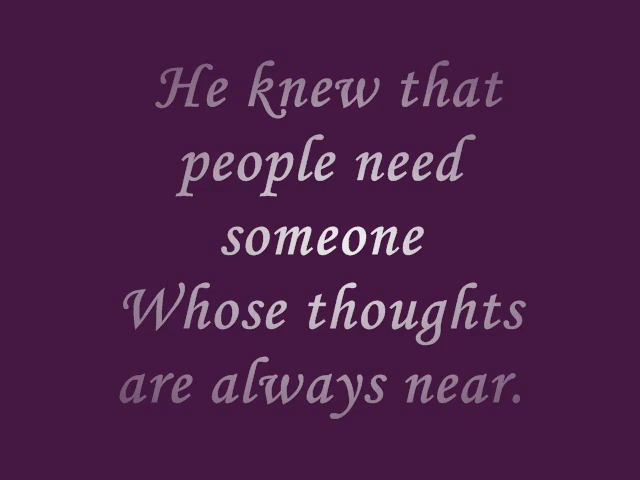 He knew that
people need
someone
Whose thoughts
are always near.